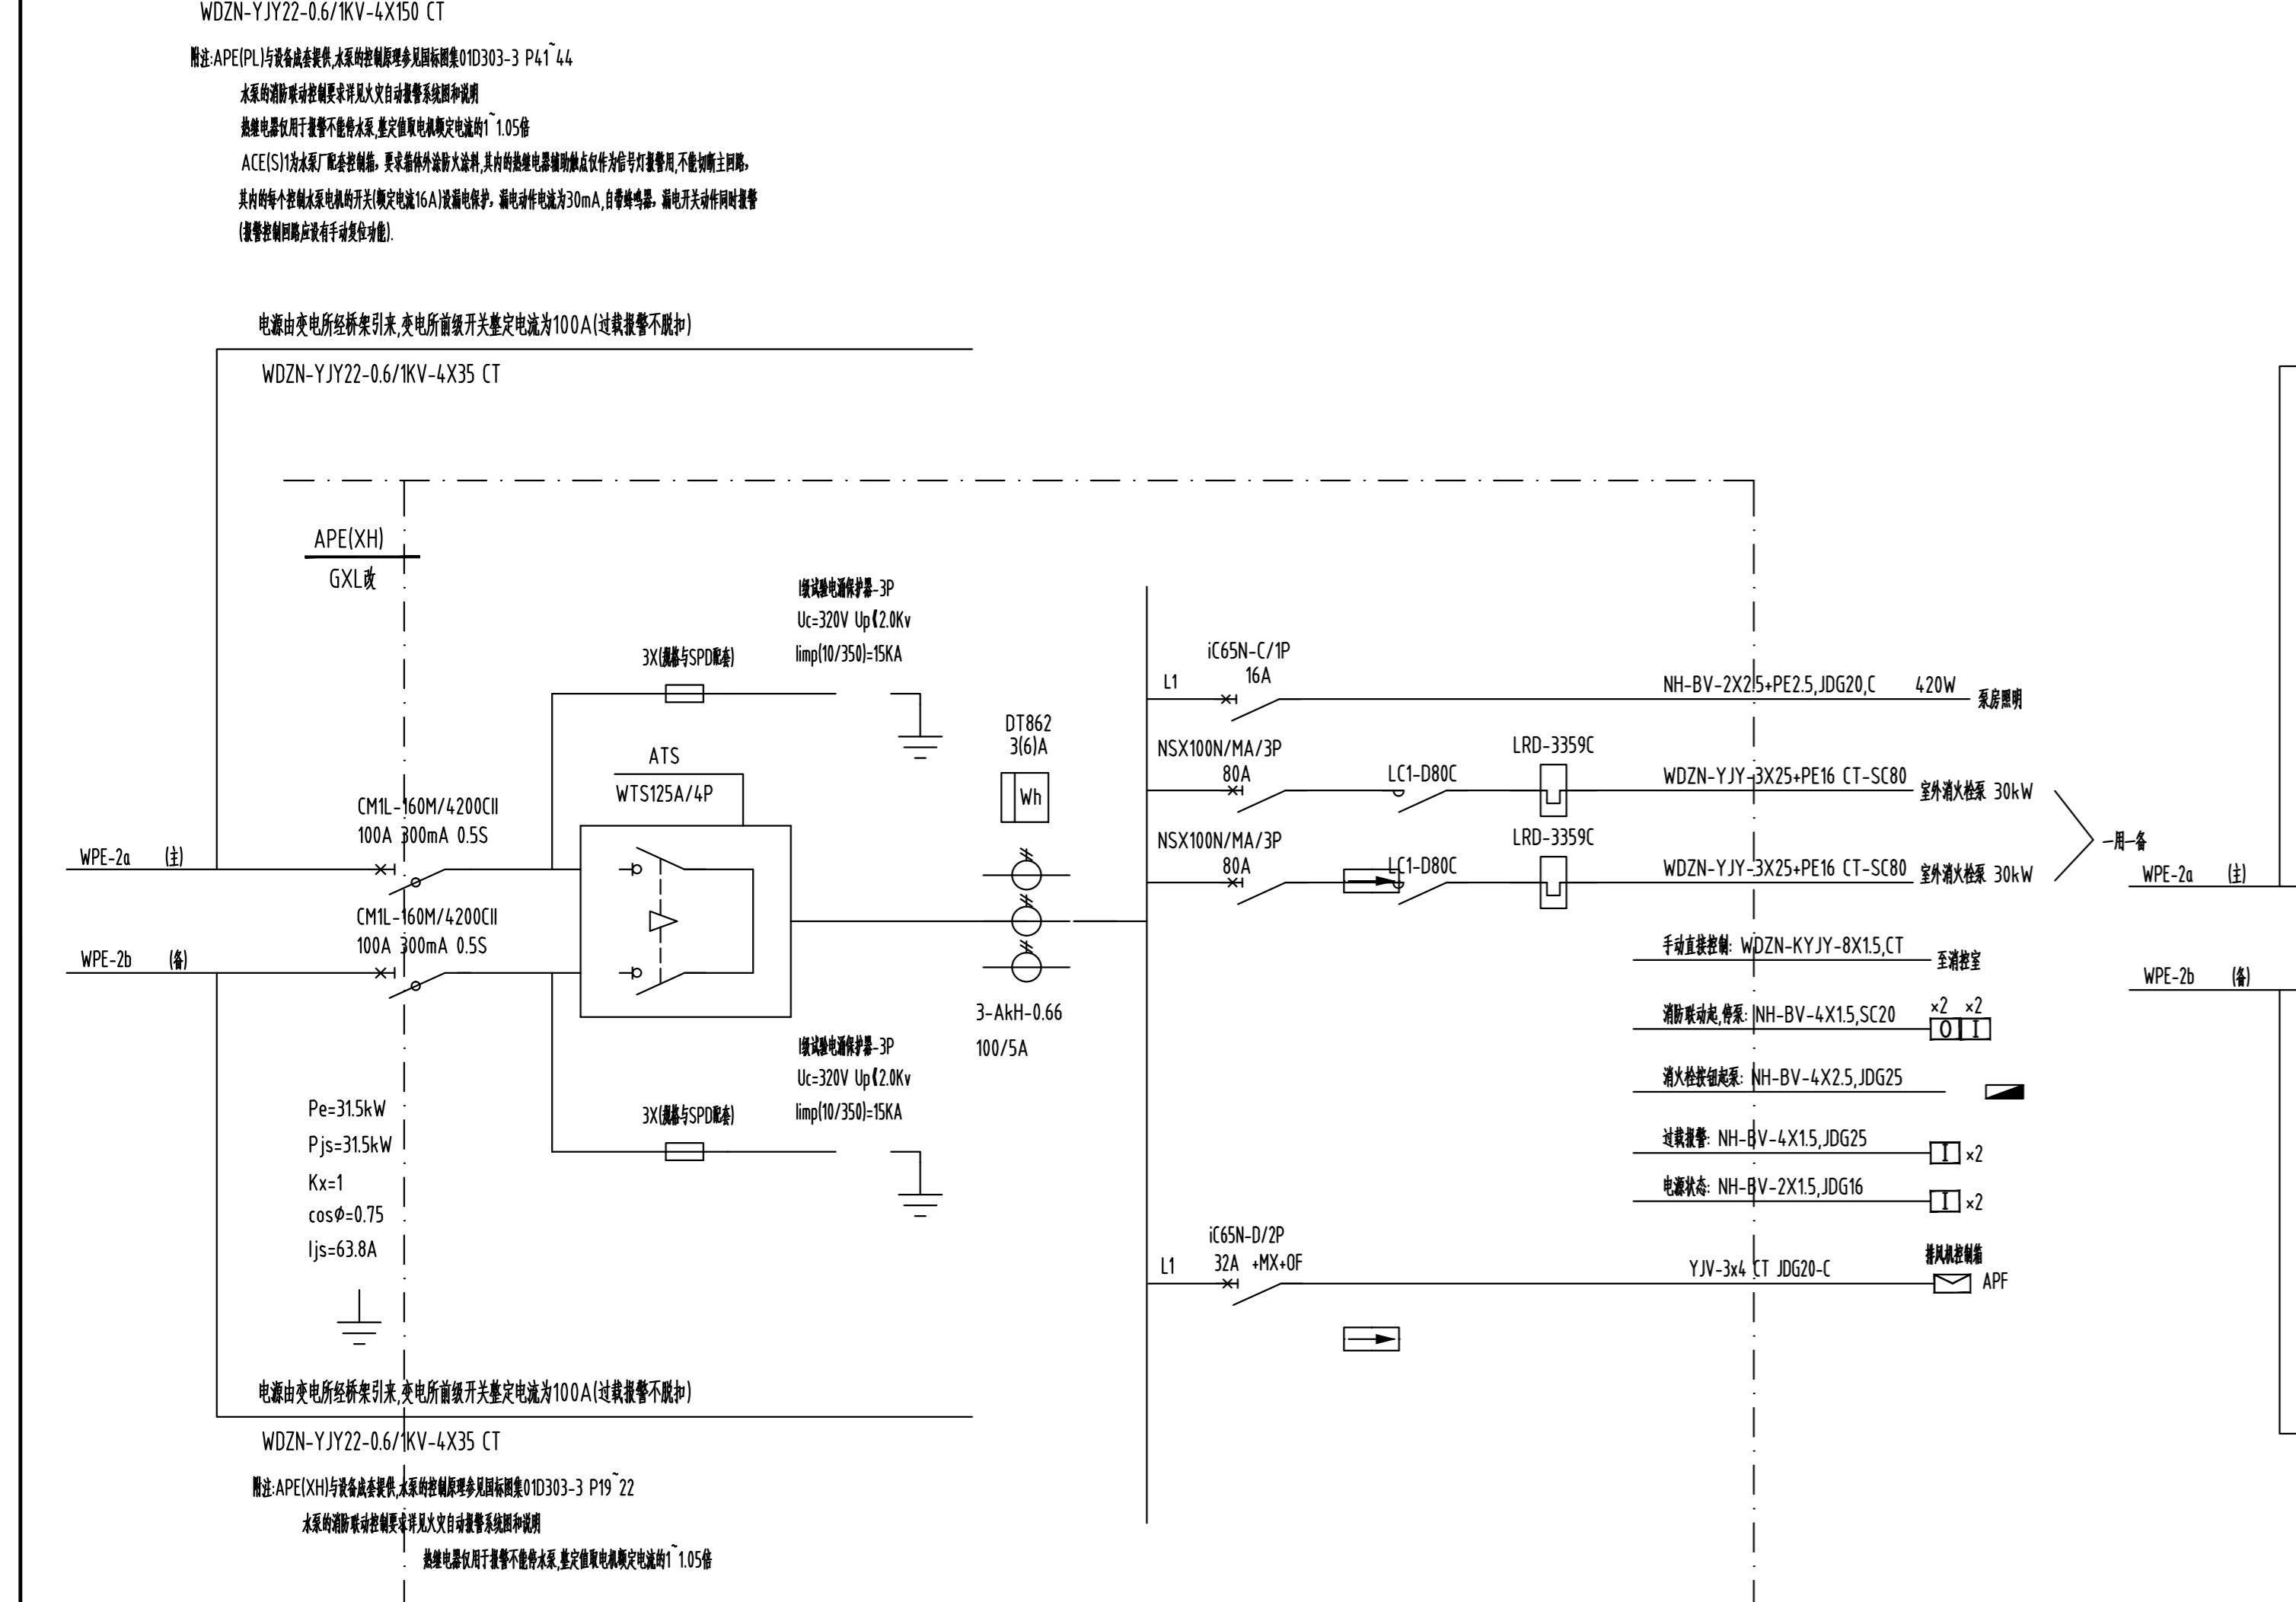 WDZN-YJY22-0.6/1KV-4X150 CT
附注:APE(PL)与设备成套提供,水泵的控制原理参见国标图集01D303-3 P41~44
水泵的消防联动控制要求详见火灾自动报警系统图和说明
热继电器仅用于报警不能停水泵,整定值取电机额定电流的1~1.05倍
ACE(S)1为水泵厂配套控制箱，要求箱体外涂防火涂料,其内的热继电器辅助触点仅作为信号灯报警用,不能切断主回路，
其内的每个控制水泵电机的开关(额定电流16A)设漏电保护，漏电动作电流为30mA,自带蜂鸣器，漏电开关动作同时报警
(报警控制回路应设有手动复位功能).
电源由变电所经桥架引来,变电所前级开关整定电流为100A(过载报警不脱扣)
WDZN-YJY22-0.6/1KV-4X35 CT
APE(XH)
GXL改
I级试验电涌保护器-3P
Uc=320V Up《2.0Kv
Iimp(10/350)=15KA
3X(规格与SPD配套)
ATS
WTS125A/4P
DT862
3(6)A
Wh
CM1L-160M/4200CII
100A 300mA 0.5S
WPE-2a (主)
CM1L-160M/4200CII
100A 300mA 0.5S
WPE-2b (备)
3-AkH-0.66
100/5A
I级试验电涌保护器-3P
Uc=320V Up《2.0Kv
Iimp(10/350)=15KA
3X(规格与SPD配套)
Pe=31.5kW
Pjs=31.5kW
Kx=1
cosØ=0.75
Ijs=63.8A
L1
iC65N-C/1P
16A
NH-BV-2X2.5+PE2.5,JDG20,C 420W 泵房照明
NSX100N/MA/3P
80A
LC1-D80C
LRD-3359C
WDZN-YJY-3X25+PE16 CT-SC80 室外消火栓泵 30kW
NSX100N/MA/3P
80A
LC1-D80C
LRD-3359C
WDZN-YJY-3X25+PE16 CT-SC80 室外消火栓泵 30kW
一用一备
手动直接控制: WDZN-KYJY-8X1.5,CT 至消控室
消防联动起,停泵: NH-BV-4X1.5,SC20
×2 ×2
O I
消火栓按钮起泵: NH-BV-4X2.5,JDG25
过载报警: NH-BV-4X1.5,JDG25 I ×2
电源状态: NH-BV-2X1.5,JDG16 I ×2
L1
iC65N-D/2P
32A +MX+OF
YJV-3x4 CT JDG20-C
排风机控制箱
APF
WPE-2a (主)
WPE-2b (备)
电源由变电所经桥架引来,变电所前级开关整定电流为100A(过载报警不脱扣)
WDZN-YJY22-0.6/1KV-4X35 CT
附注:APE(XH)与设备成套提供,水泵的控制原理参见国标图集01D303-3 P19~22
水泵的消防联动控制要求详见火灾自动报警系统图和说明
热继电器仅用于报警不能停水泵,整定值取电机额定电流的1~1.05倍